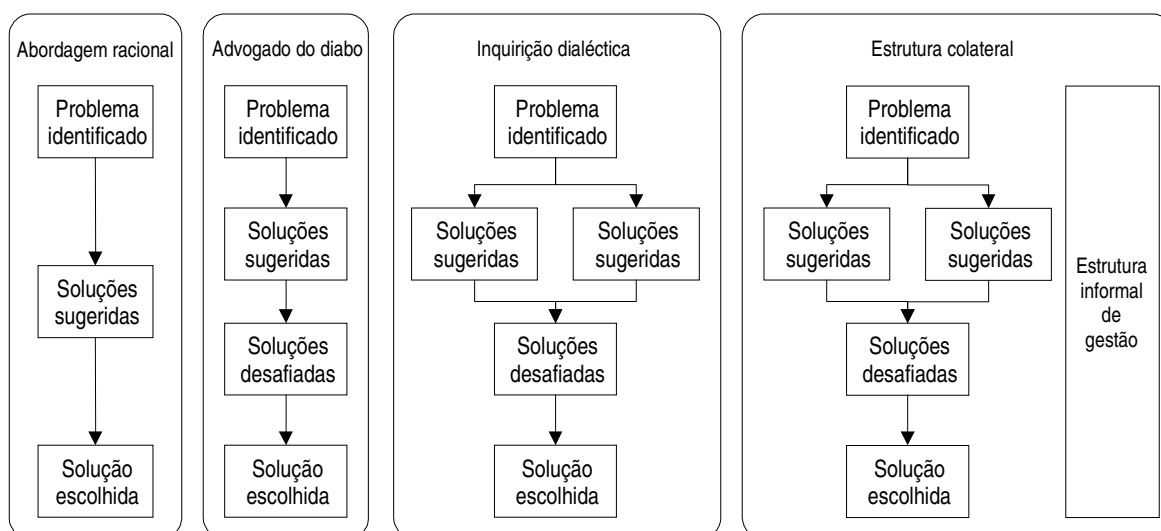 Abordagem racional
Problema
identificado
Soluções
sugeridas
Solução
escolhida
Advogado do diabo
Problema
identificado
Soluções
sugeridas
Soluções
desafiadas
Solução
escolhida
Inquirição dialéctica
Problema
identificado
Soluções
sugeridas
Soluções
sugeridas
Soluções
desafiadas
Solução
escolhida
Estrutura colateral
Problema
identificado
Soluções
sugeridas
Soluções
sugeridas
Soluções
desafiadas
Solução
escolhida
Estrutura
informal
de
gestão